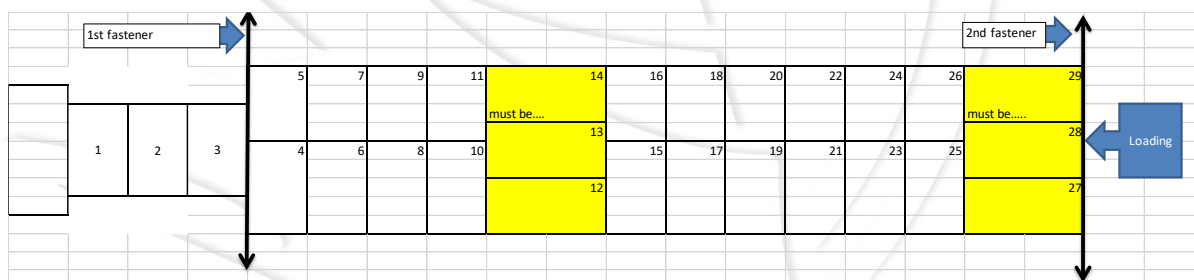 1st fastener
2nd fastener
5 7 9 11 14 16 18 20 22 24 26 29
must be.... must be.....
13 28
Loading
1 2 3
4 6 8 10 15 17 19 21 23 25
12 27